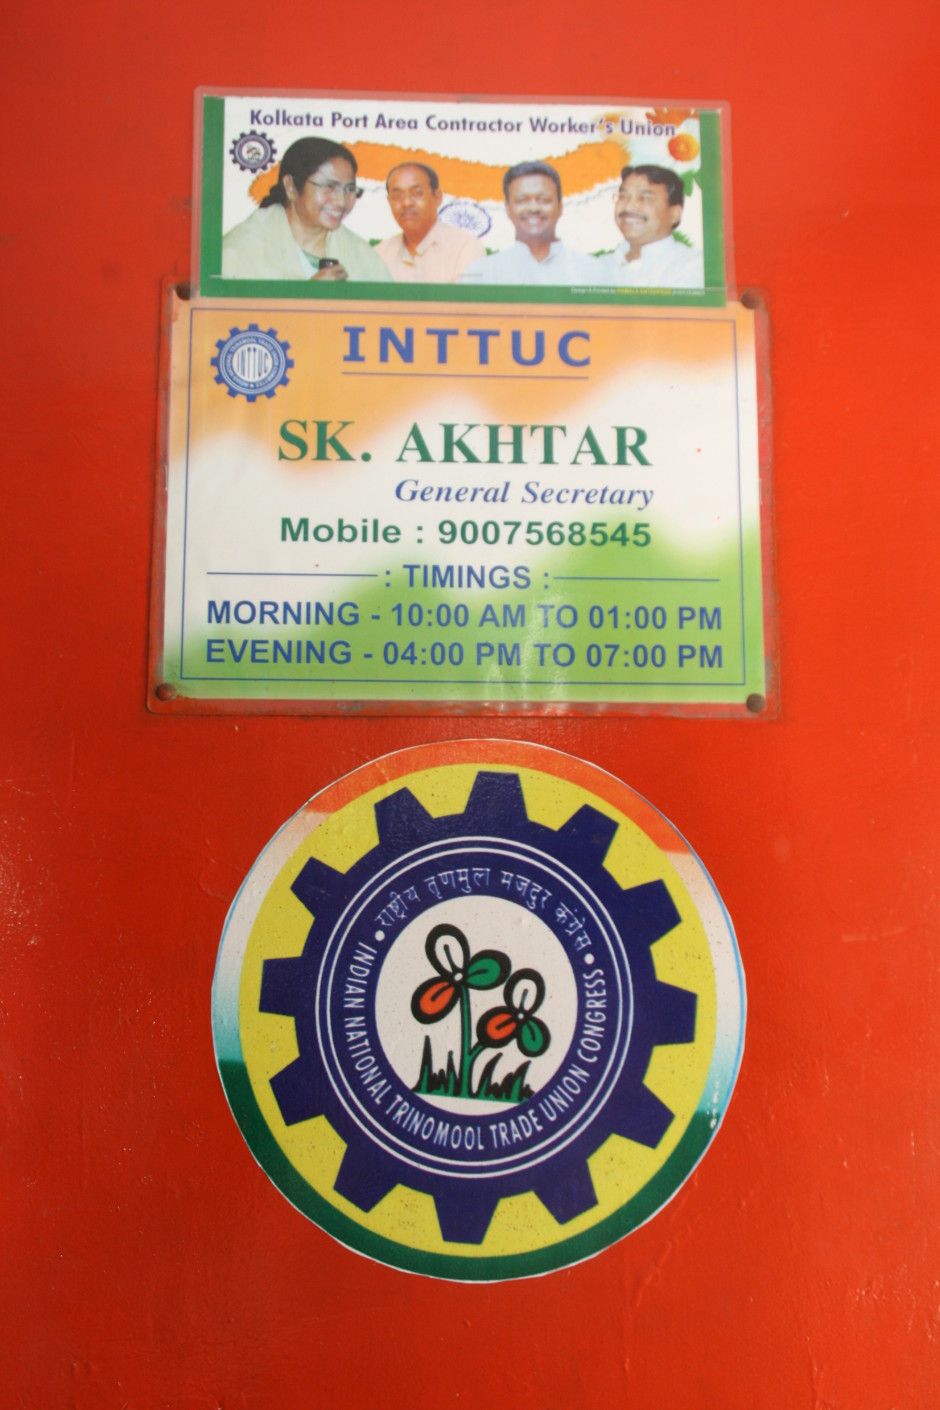 Kolkata Port Area Contractor Worker's Union
INTTUC
INTTUC
SK. AKHTAR
General Secretary
Mobile : 9007568545
: TIMINGS :
MORNING - 10:00 AM TO 01:00 PM
EVENING - 04:00 PM TO 07:00 PM
राष्ट्रीय तृणमुल मजदुर कंग्रेस
INDIAN NATIONAL TRINOMOOL TRADE UNION CONGRESS